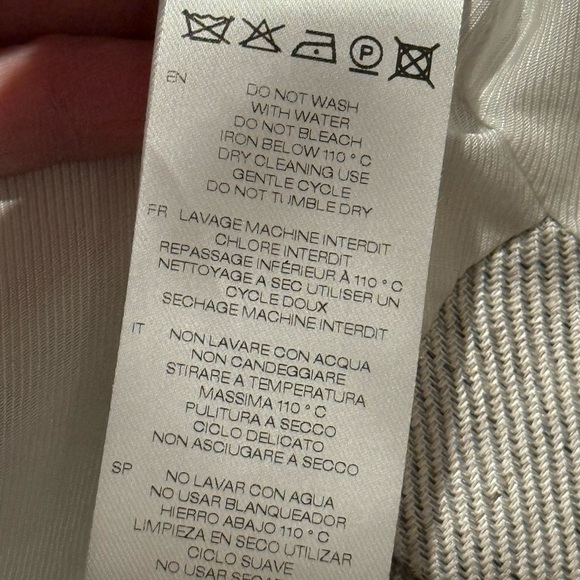 P
EN
DO NOT WASH
WITH WATER
DO NOT BLEACH
IRON BELOW 110 ° C
DRY CLEANING USE
GENTLE CYCLE
DO NOT TUMBLE DRY
FR LAVAGE MACHINE INTERDIT
CHLORE INTERDIT
REPASSAGE INFÉRIEUR À 110 ° C
NETTOYAGE A SEC UTILISER UN
CYCLE DOUX
SECHAGE MACHINE INTERDIT
IT NON LAVARE CON ACQUA
NON CANDEGGIARE
STIRARE A TEMPERATURA
MASSIMA 110 ° C
PULITURA A SECCO
CICLO DELICATO
NON ASCIUGARE A SECCO
SP NO LAVAR CON AGUA
NO USAR BLANQUEADOR
HIERRO ABAJO 110 ° C
LIMPIEZA EN SECO UTILIZAR
CICLO SUAVE
NO USAR